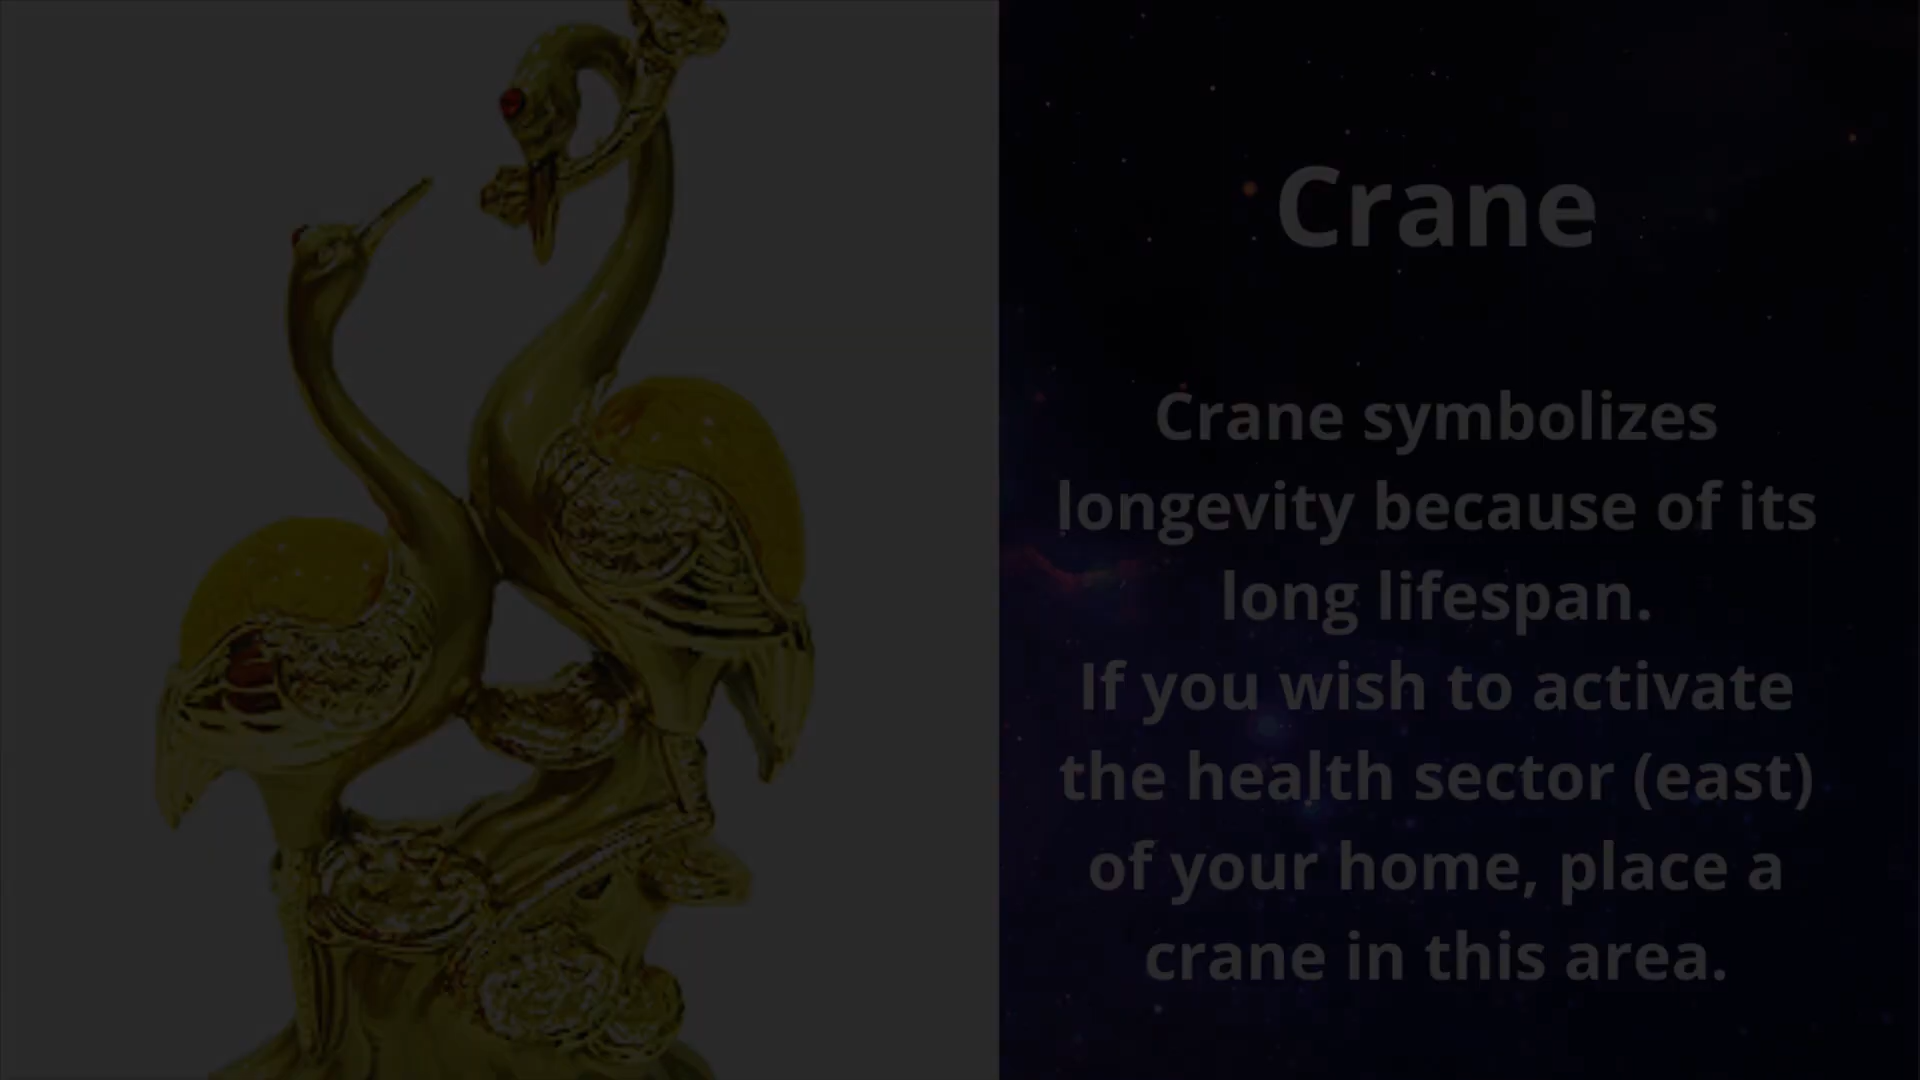 Crane
Crane symbolizes
longevity because of its
long lifespan.
If you wish to activate
the health sector (east)
of your home, place a
crane in this area.